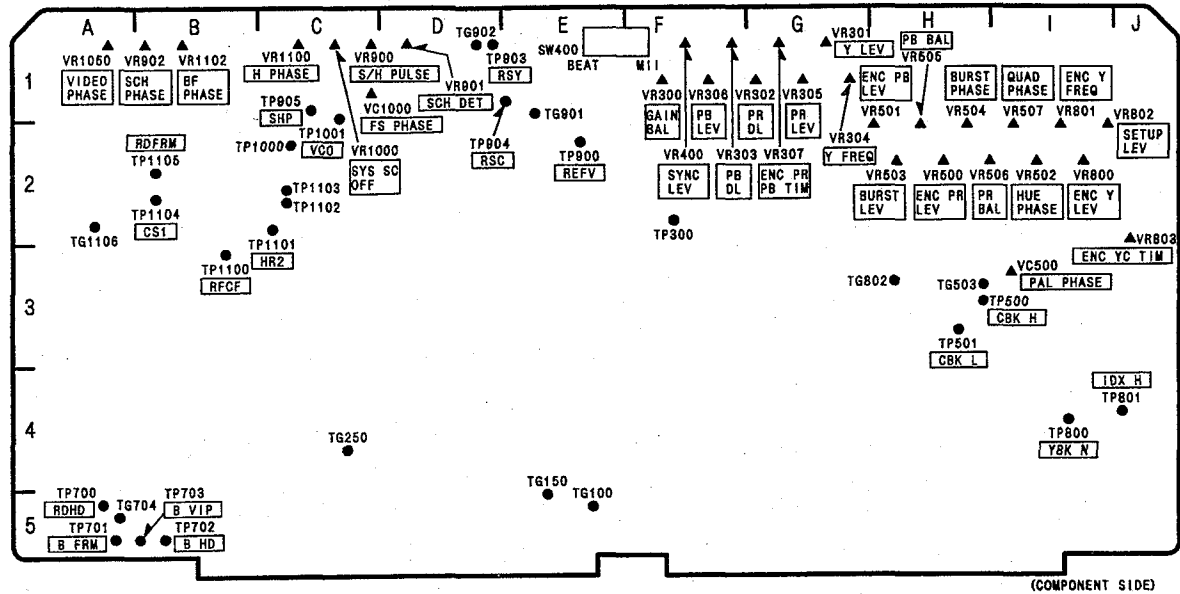 A B C D E F G H I J
1
2
3
4
5
VR1050
VIDEO
PHASE
VR902
SCH
PHASE
VR1102
BF
PHASE
VR1100
H PHASE
VR900
S/H PULSE
VR901
SCH DET
VC1000
FS PHASE
TG902
TP903
RSY
SW400
BEAT MII
TP905
SHP
TP1001
VCO
TP1000
VR1000
SYS SC
OFF
TP904
RSC
TG901
TP900
REFV
RDFRM
TP1105
TP1104
CS1
TG1106
TP1103
TP1102
TP1101
HR2
TP1100
RFCF
VR300
GAIN
BAL
VR306
PB
LEV
VR302
PR
DL
VR305
PR
LEV
VR301
Y LEV
VR304
Y FREQ
VR400
SYNC
LEV
VR303
PB
DL
VR307
ENC PR
PB TIM
TP300
PB BAL
VR505
ENC PB
LEV
VR501
BURST
PHASE
VR504
QUAD
PHASE
VR507
ENC Y
FREQ
VR801
VR802
SETUP
LEV
VR503
BURST
LEV
VR500
ENC PR
LEV
VR506
PR
BAL
VR502
HUE
PHASE
VR800
ENC Y
LEV
VR803
ENC YC TIM
TG802
TG503
VC500
PAL PHASE
TP500
CBK H
TP501
CBK L
IDX H
TP801
TP800
YBK N
TG250
TG150
TG100
TP700
RDHD
TG704
TP703
B VIP
TP701
B FRM
TP702
B HD
(COMPONENT SIDE)